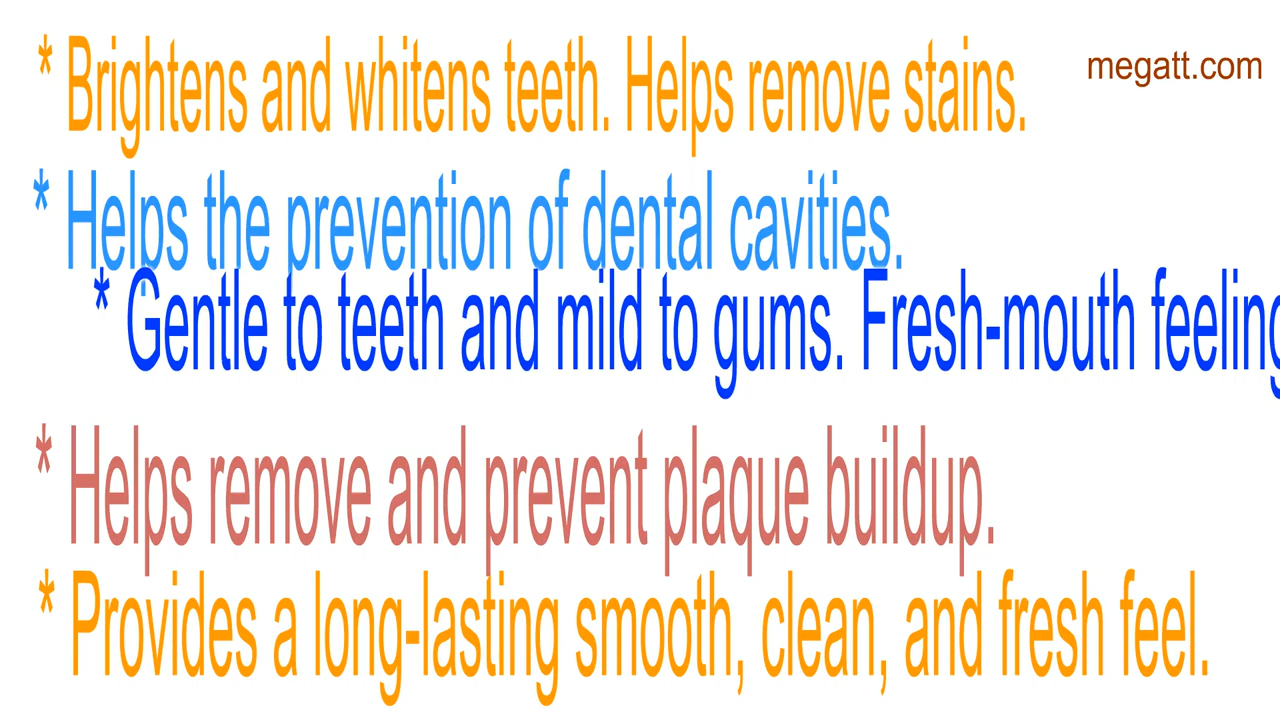 * Brightens and whitens teeth. Helps remove stains.
megatt.com
* Helps the prevention of dental cavities.
* Gentle to teeth and mild to gums. Fresh-mouth feeling
* Helps remove and prevent plaque buildup.
* Provides a long-lasting smooth, clean, and fresh feel.